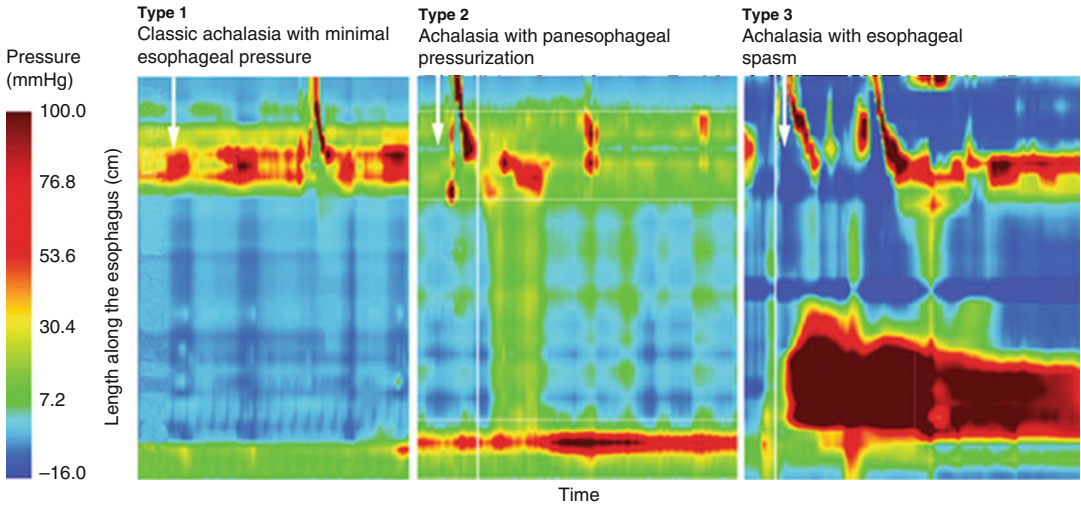 Type 1
Classic achalasia with minimal
esophageal pressure
Type 2
Achalasia with panesophageal
pressurization
Type 3
Achalasia with esophageal
spasm
Pressure
(mmHg)
100.0
76.8
53.6
30.4
7.2
–16.0
Length along the esophagus (cm)
Time